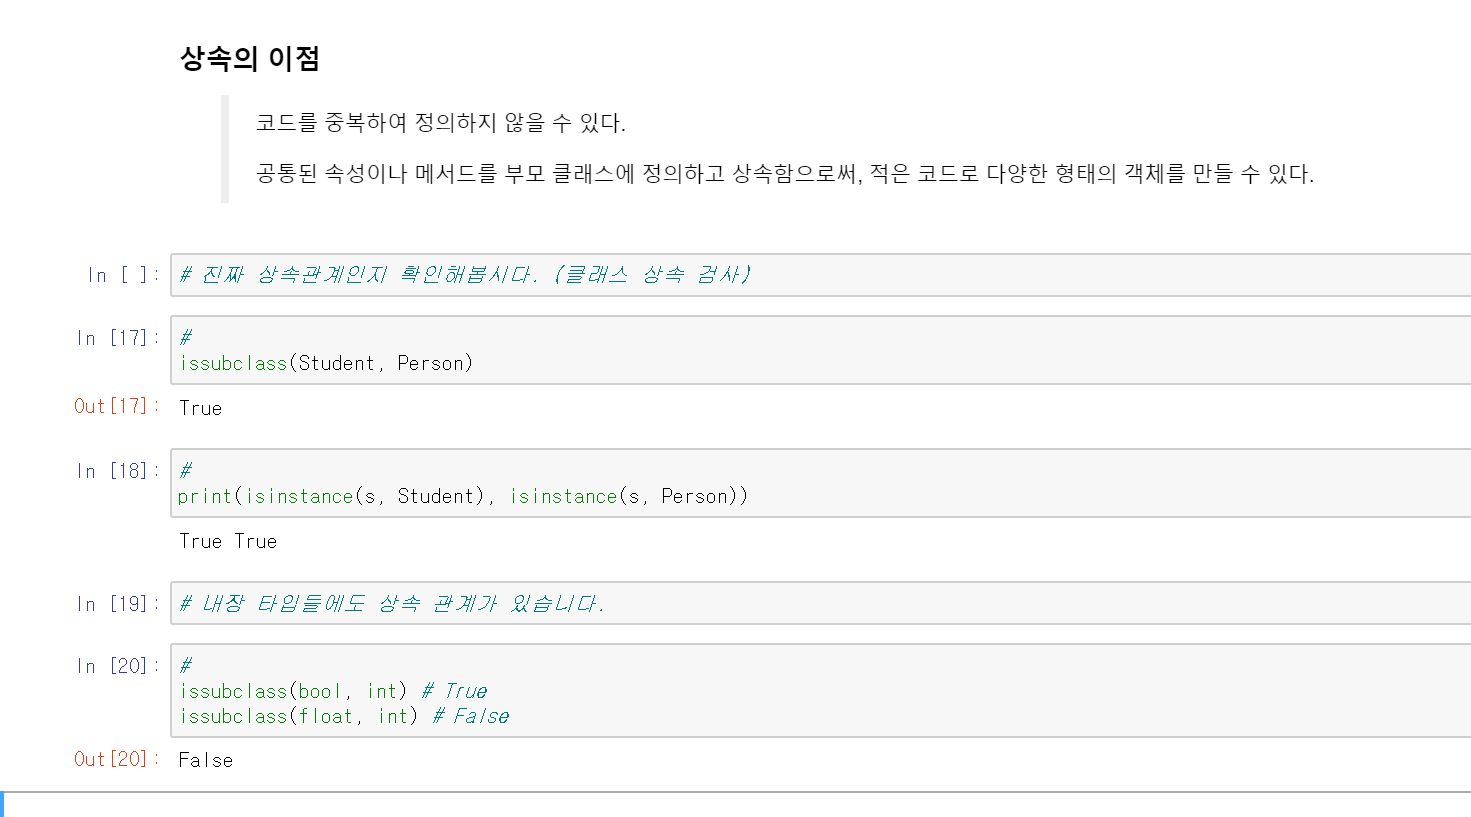 상속의 이점
코드를 중복하여 정의하지 않을 수 있다.
공통된 속성이나 메서드를 부모 클래스에 정의하고 상속함으로써, 적은 코드로 다양한 형태의 객체를 만들 수 있다.
In [ ]: # 진짜 상속관계인지 확인해봅시다. (클래스 상속 검사)
In [17]: #
issubclass(Student, Person)
Out[17]: True
In [18]: #
print(isinstance(s, Student), isinstance(s, Person))
True True
In [19]: # 내장 타입들에도 상속 관계가 있습니다.
In [20]: #
issubclass(bool, int) # True
issubclass(float, int) # False
Out[20]: False